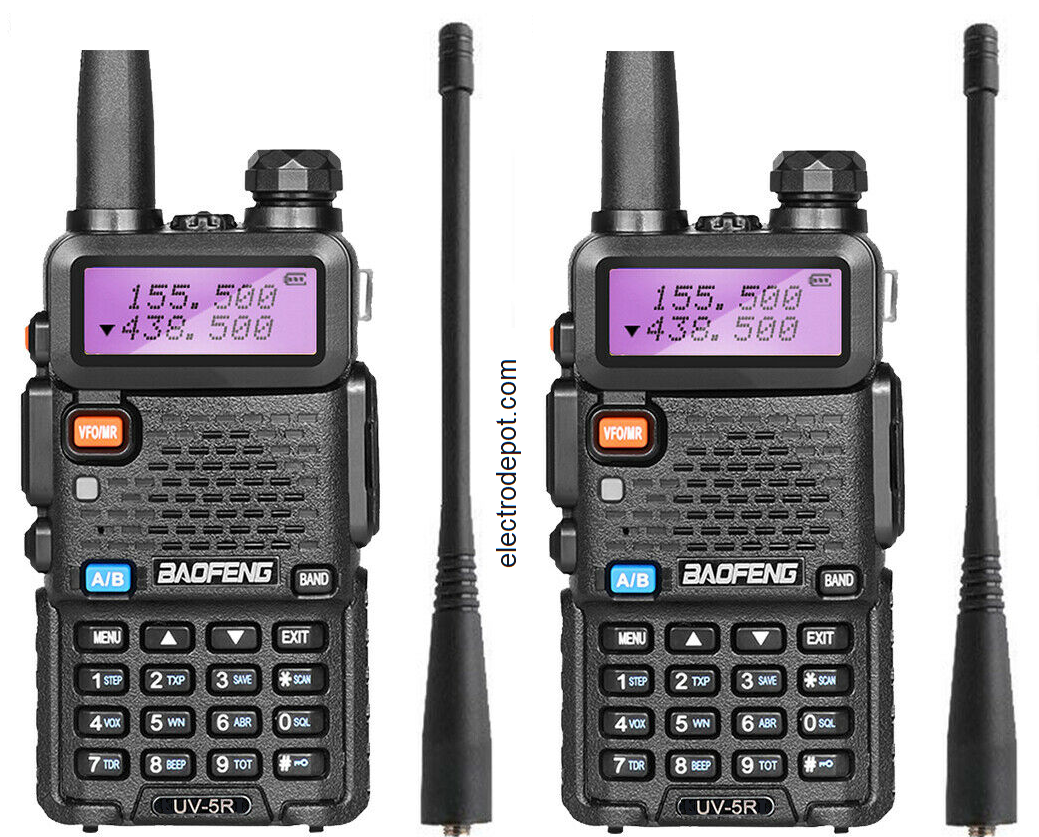 155.500
▼438.500
VFO/MR
A/B BAOFENG BAND
MENU ▲ ▼ EXIT
1 STEP 2 TXP 3 SAVE * SCAN
4 VOX 5 WN 6 ABR 0 SQL
7 TDR 8 BEEP 9 TOT #
UV-5R
electrodepot.com
155.500
▼438.500
VFO/MR
A/B BAOFENG BAND
MENU ▲ ▼ EXIT
1 STEP 2 TXP 3 SAVE * SCAN
4 VOX 5 WN 6 ABR 0 SQL
7 TDR 8 BEEP 9 TOT #
UV-5R